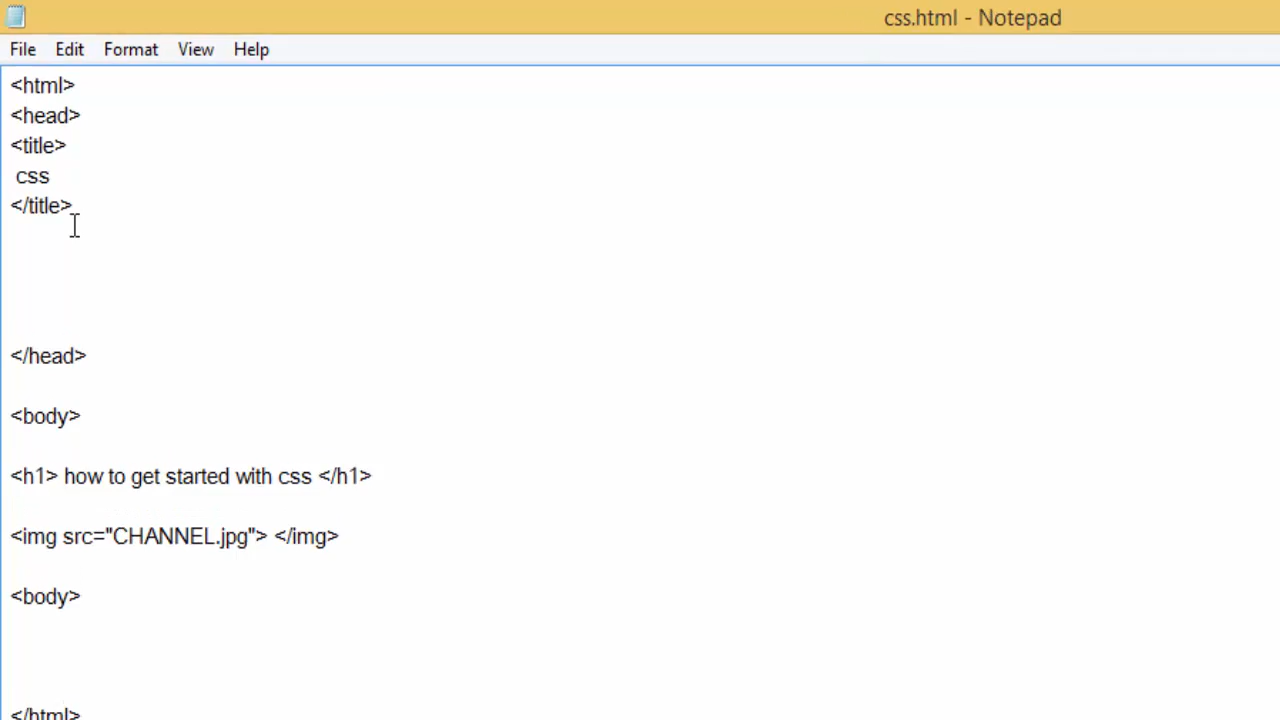 css.html - Notepad
File Edit Format View Help
<html>
<head>
<title>
css
</title>
</head>
<body>
<h1> how to get started with css </h1>
<img src="CHANNEL.jpg"> </img>
<body>
</html>